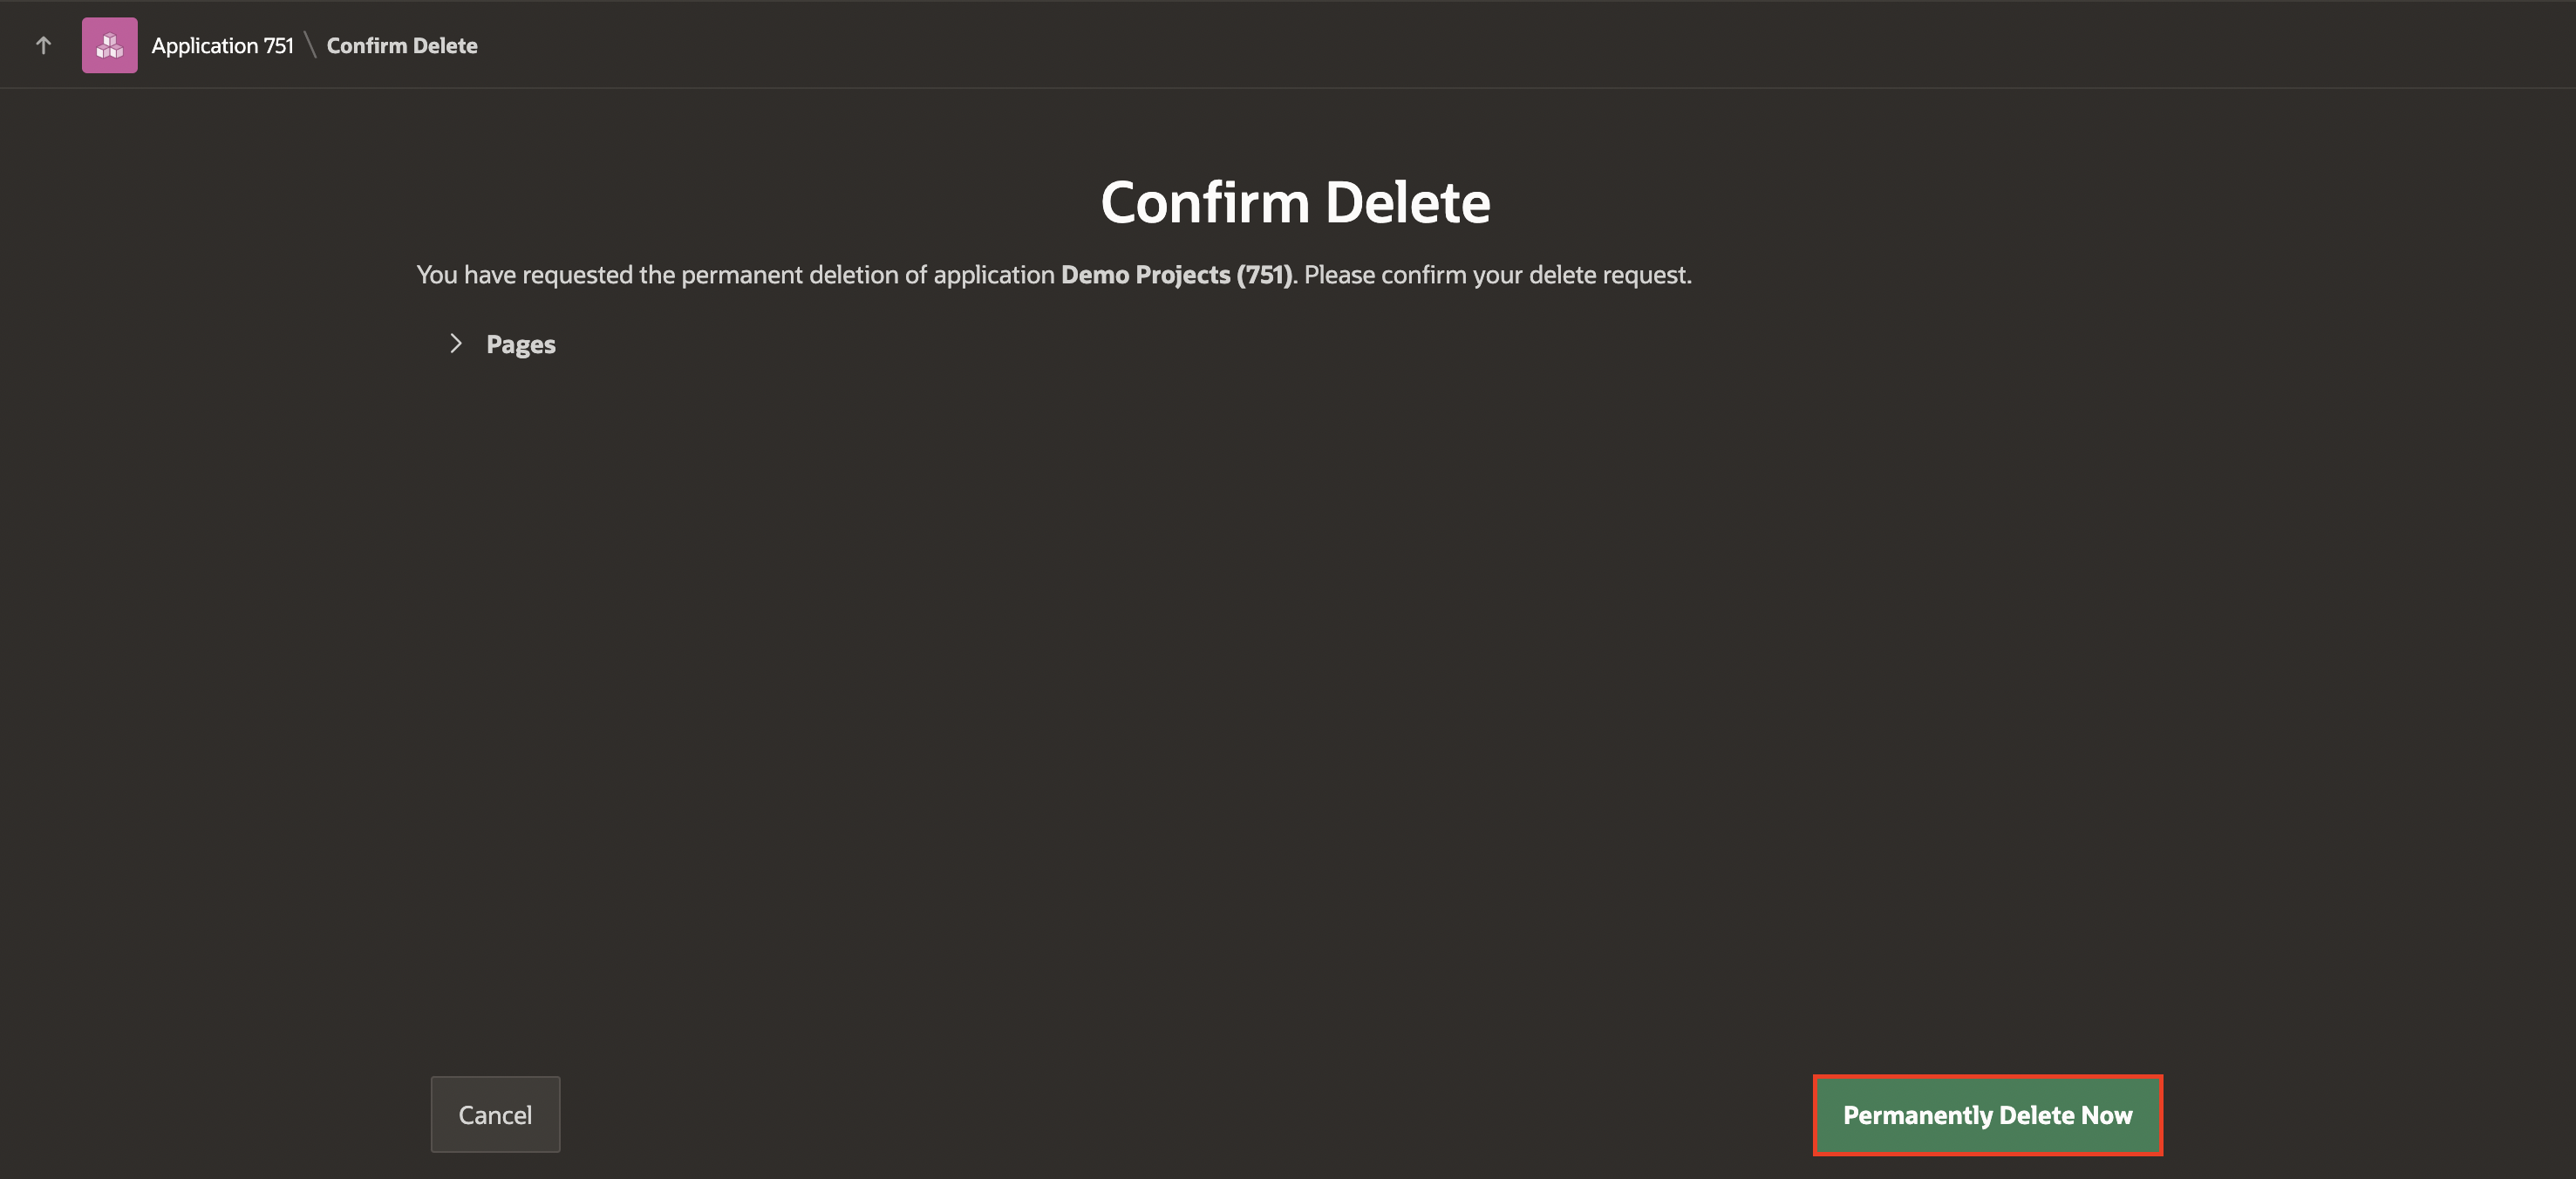 Application 751 \ Confirm Delete
Confirm Delete
You have requested the permanent deletion of application Demo Projects (751). Please confirm your delete request.
Pages
Cancel
Permanently Delete Now